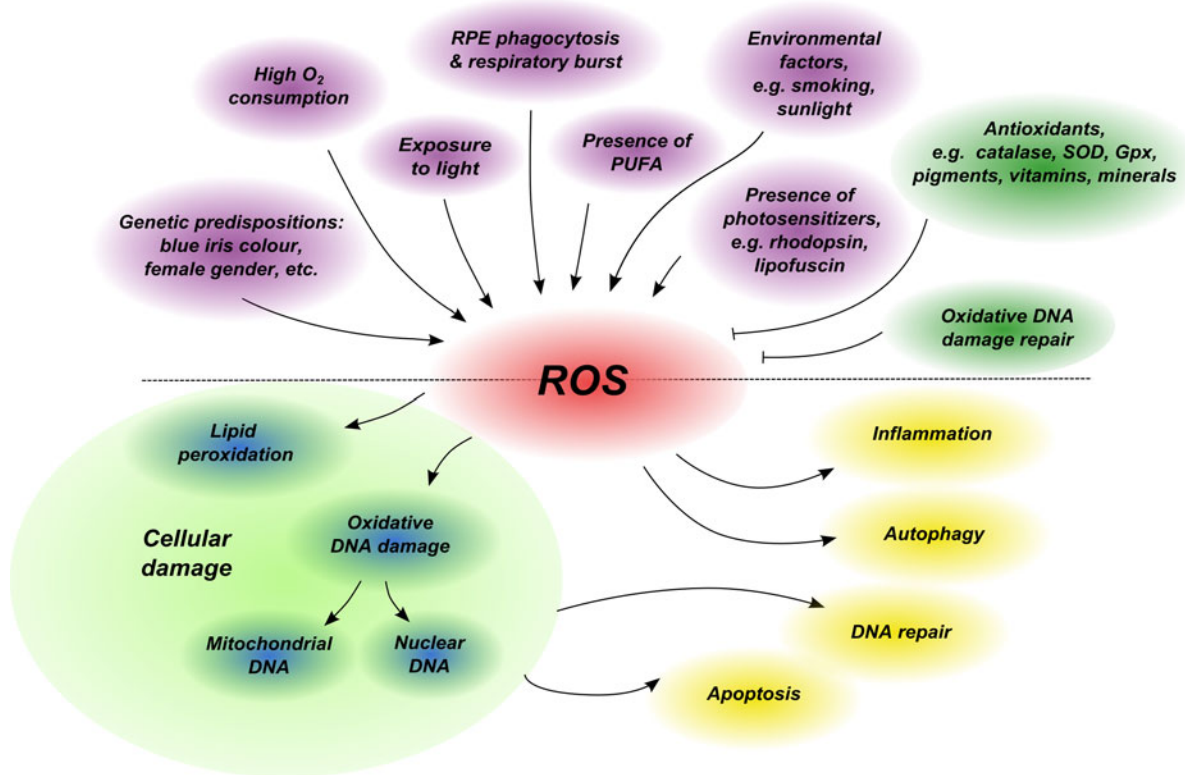 RPE phagocytosis
& respiratory burst
Environmental
factors,
e.g. smoking,
sunlight
High O₂
consumption
Exposure
to light
Presence of
PUFA
Antioxidants,
e.g. catalase, SOD, Gpx,
pigments, vitamins, minerals
Genetic predispositions:
blue iris colour,
female gender, etc.
Presence of
photosensitizers,
e.g. rhodopsin,
lipofuscin
Oxidative DNA
damage repair
ROS
Lipid
peroxidation
Inflammation
Oxidative
DNA damage
Cellular
damage
Autophagy
Mitochondrial
DNA
Nuclear
DNA
DNA repair
Apoptosis